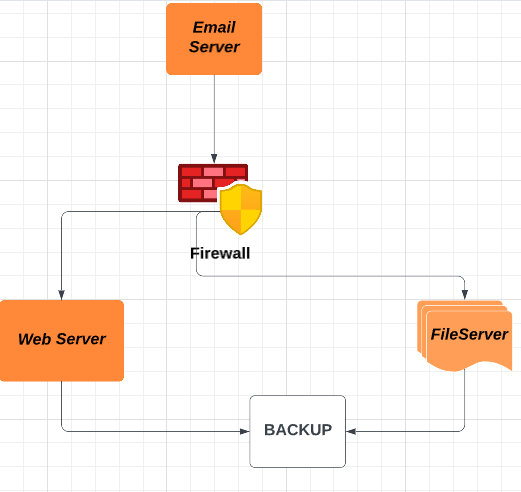 Email
Server
Firewall
Web Server
FileServer
BACKUP